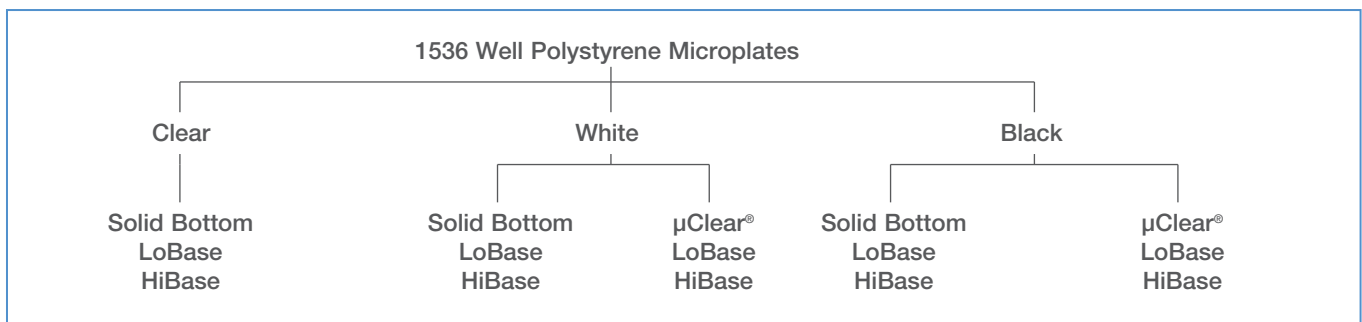 1536 Well Polystyrene Microplates
Clear
White
Black
Solid Bottom
LoBase
HiBase
Solid Bottom
LoBase
HiBase
µClear®
LoBase
HiBase
Solid Bottom
LoBase
HiBase
µClear®
LoBase
HiBase